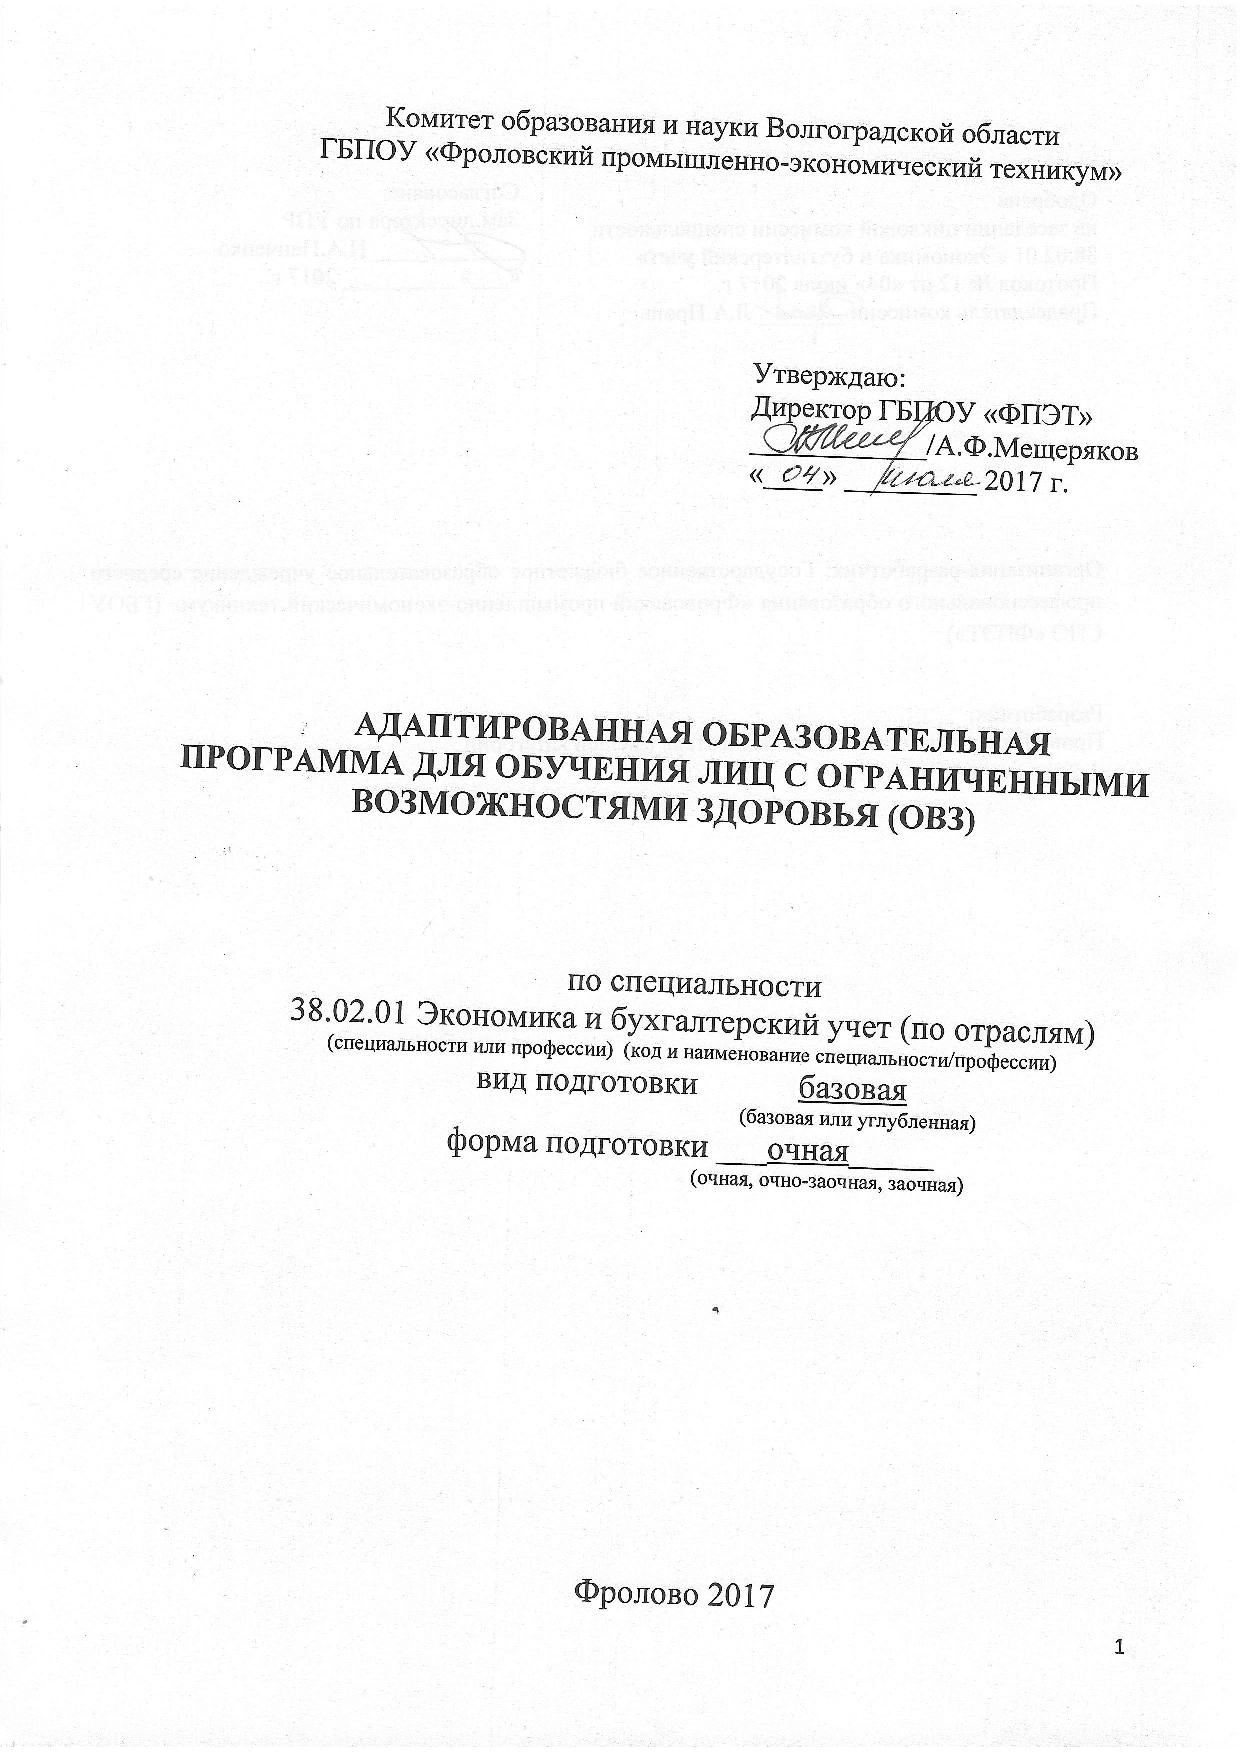 Комитет образования и науки Волгоградской области
ГБПОУ «Фроловский промышленно-экономический техникум»
Утверждаю:
Директор ГБПОУ «ФПЭТ»
____________/А.Ф.Мещеряков
«04» июля 2017 г.
АДАПТИРОВАННАЯ ОБРАЗОВАТЕЛЬНАЯ
ПРОГРАММА ДЛЯ ОБУЧЕНИЯ ЛИЦ С ОГРАНИЧЕННЫМИ
ВОЗМОЖНОСТЯМИ ЗДОРОВЬЯ (ОВЗ)
по специальности
38.02.01 Экономика и бухгалтерский учет (по отраслям)
(специальности или профессии) (код и наименование специальности/профессии)
вид подготовки базовая
(базовая или углубленная)
форма подготовки ___очная______
(очная, очно-заочная, заочная)
Фролово 2017
1